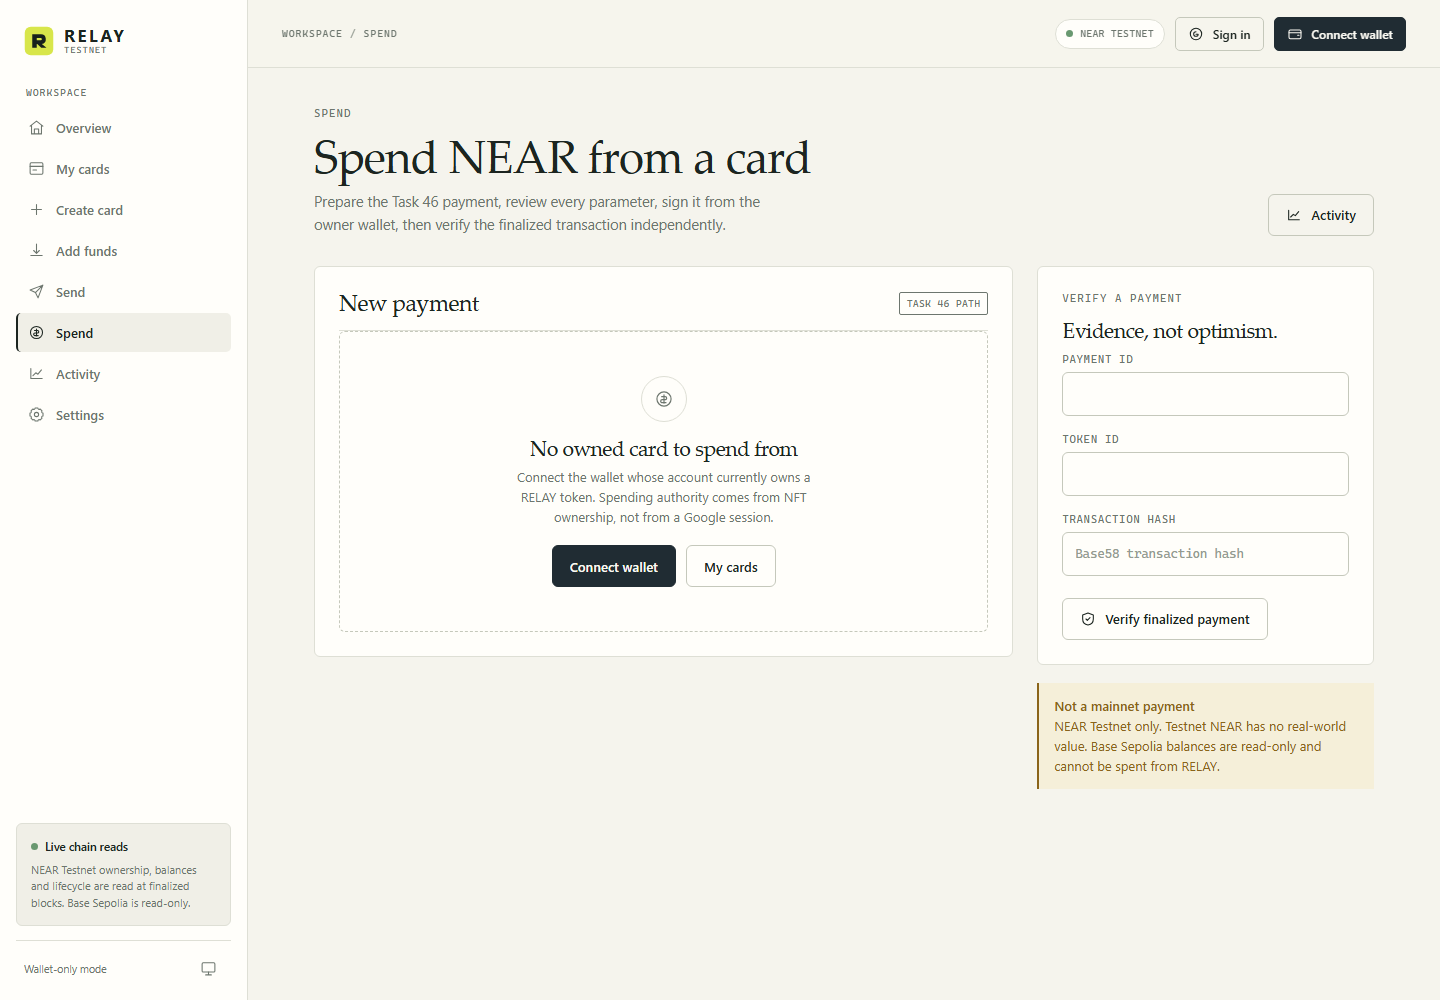 RELAY
TESTNET
WORKSPACE
Overview
My cards
Create card
Add funds
Send
Spend
Activity
Settings
Live chain reads
NEAR Testnet ownership, balances
and lifecycle are read at finalized
blocks. Base Sepolia is read-only.
Wallet-only mode
WORKSPACE / SPEND
NEAR TESTNET
Sign in
Connect wallet
SPEND
Spend NEAR from a card
Prepare the Task 46 payment, review every parameter, sign it from the
owner wallet, then verify the finalized transaction independently.
Activity
New payment
TASK 46 PATH
No owned card to spend from
Connect the wallet whose account currently owns a
RELAY token. Spending authority comes from NFT
ownership, not from a Google session.
Connect wallet
My cards
VERIFY A PAYMENT
Evidence, not optimism.
PAYMENT ID
TOKEN ID
TRANSACTION HASH
Base58 transaction hash
Verify finalized payment
Not a mainnet payment
NEAR Testnet only. Testnet NEAR has no real-world
value. Base Sepolia balances are read-only and
cannot be spent from RELAY.